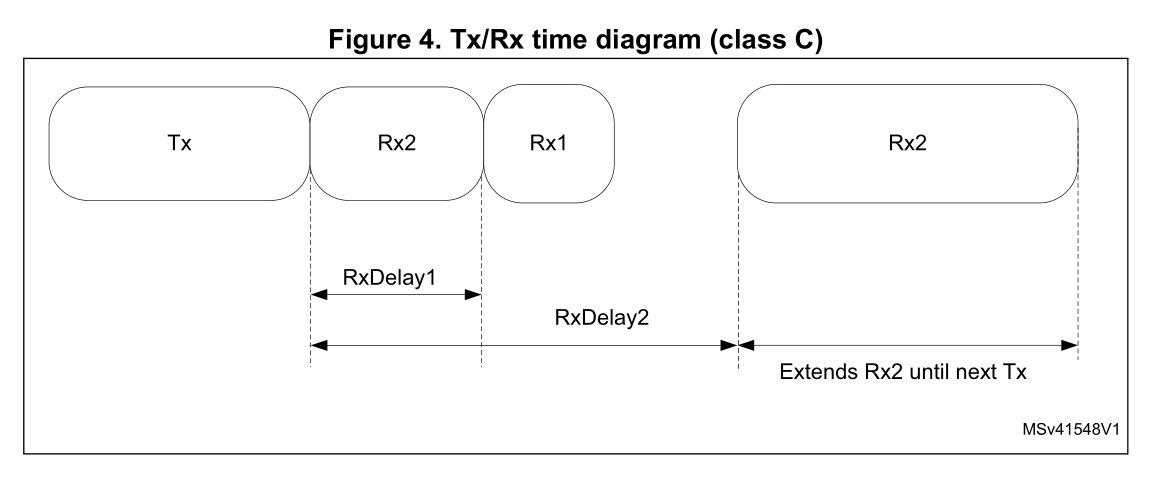 Figure 4. Tx/Rx time diagram (class C)
Tx
Rx2
Rx1
Rx2
RxDelay1
RxDelay2
Extends Rx2 until next Tx
MSv41548V1